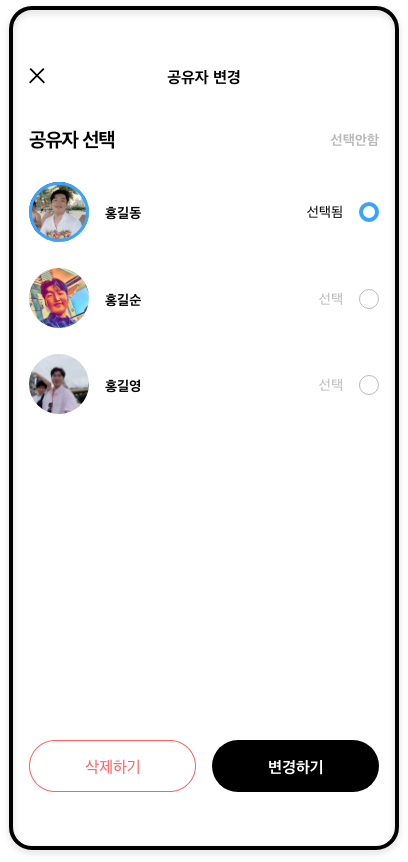 공유자 변경
공유자 선택 선택안함
홍길동 선택됨
홍길순 선택
홍길영 선택
삭제하기 변경하기